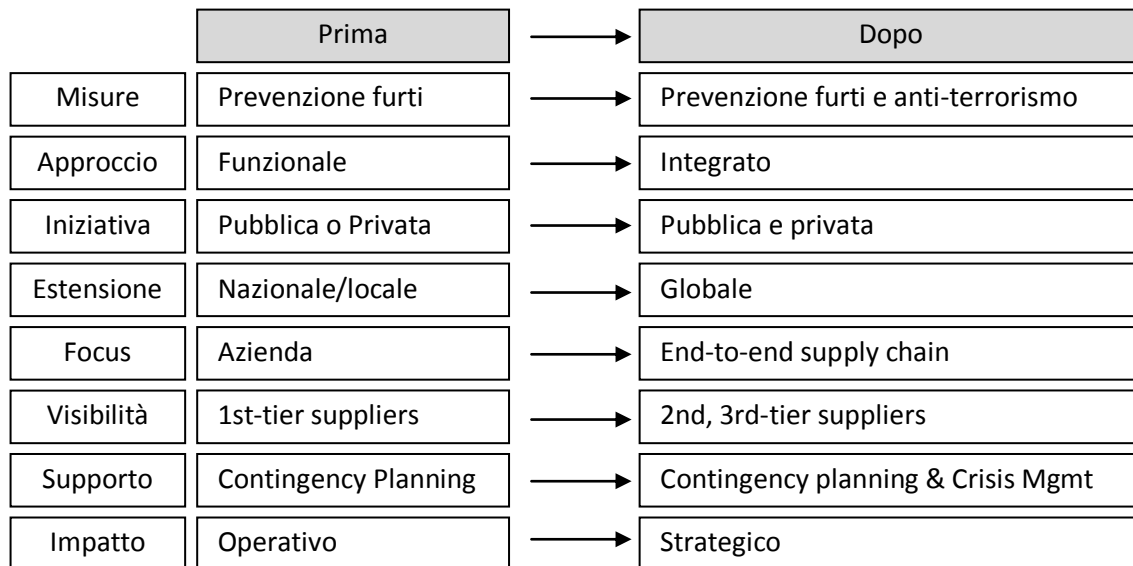 Prima Dopo
Misure Prevenzione furti Prevenzione furti e anti-terrorismo
Approccio Funzionale Integrato
Iniziativa Pubblica o Privata Pubblica e privata
Estensione Nazionale/locale Globale
Focus Azienda End-to-end supply chain
Visibilità 1st-tier suppliers 2nd, 3rd-tier suppliers
Supporto Contingency Planning Contingency planning & Crisis Mgmt
Impatto Operativo Strategico